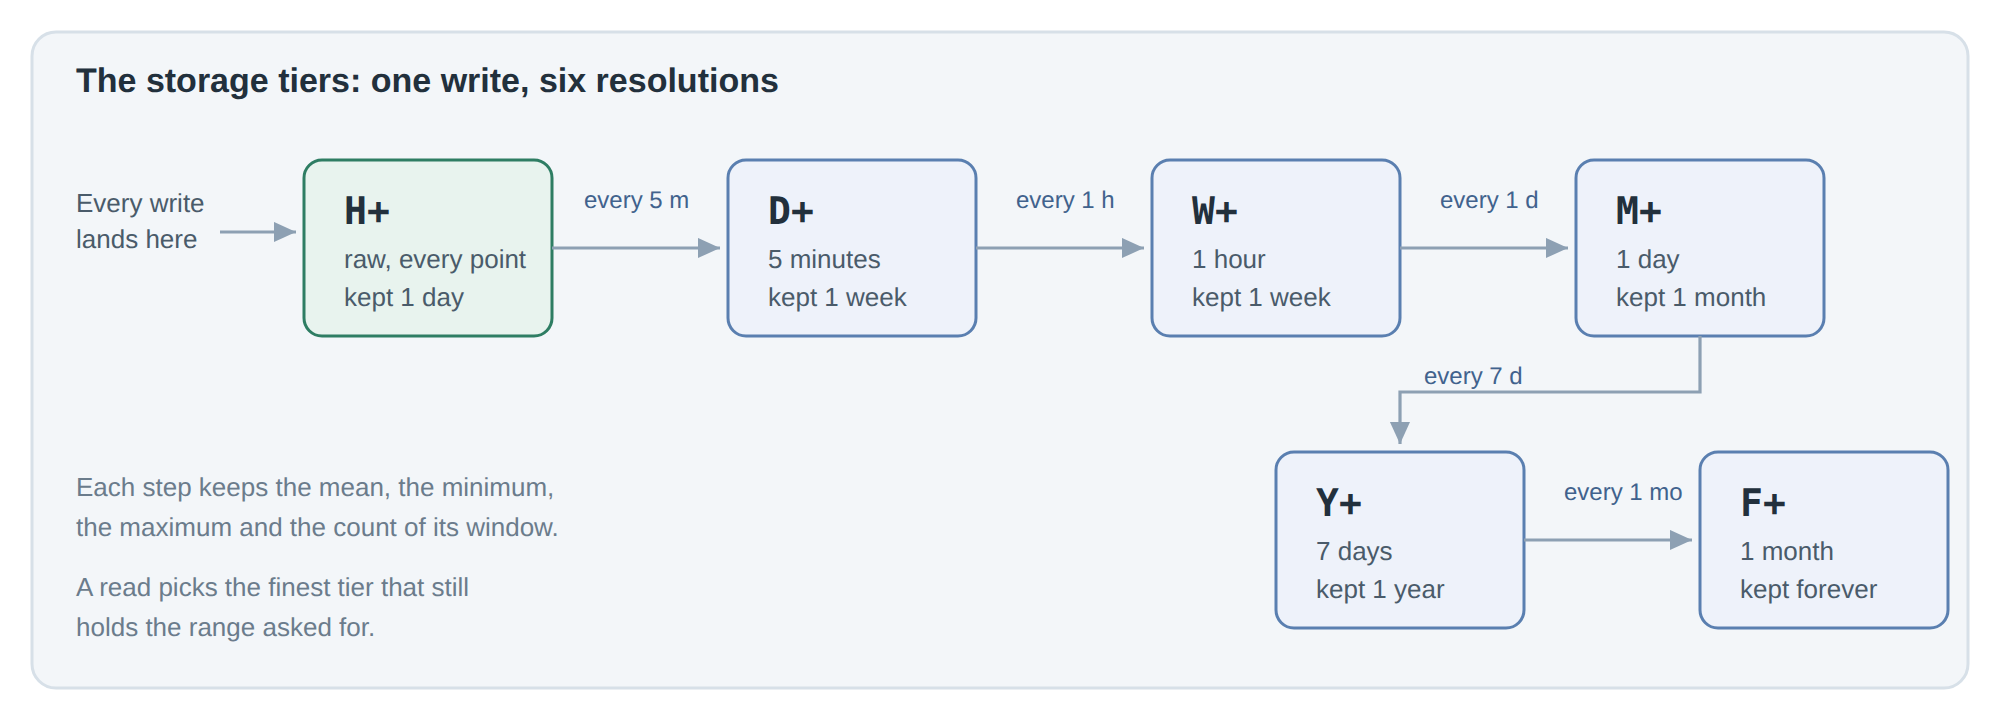 The storage tiers: one write, six resolutions
Every write
lands here
H+
raw, every point
kept 1 day
every 5 m
D+
5 minutes
kept 1 week
every 1 h
W+
1 hour
kept 1 week
every 1 d
M+
1 day
kept 1 month
every 7 d
Y+
7 days
kept 1 year
every 1 mo
F+
1 month
kept forever
Each step keeps the mean, the minimum,
the maximum and the count of its window.
A read picks the finest tier that still
holds the range asked for.